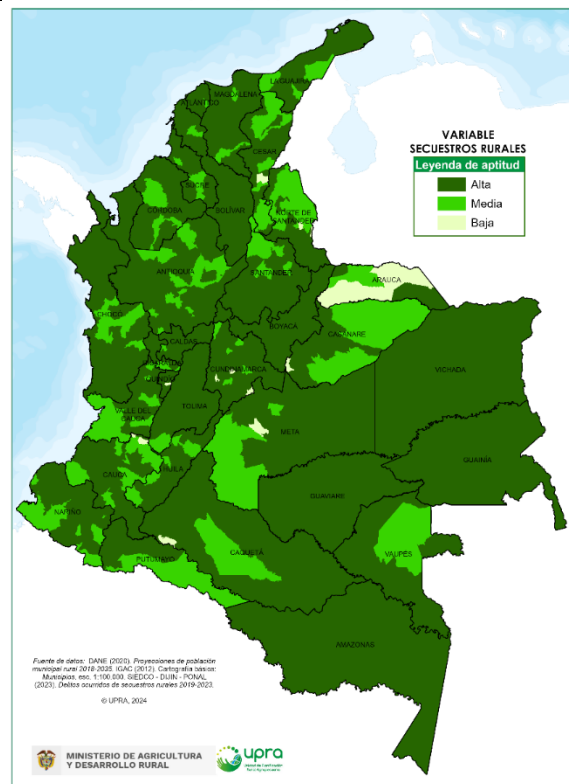 VARIABLE
SECUESTROS RURALES
Leyenda de aptitud
Alta
Media
Baja
LA GUAJIRA
MAGDALENA
ATLÁNTICO
CESAR
SUCRE
NORTE DE
SANTANDER
CÓRDOBA
BOLÍVAR
ANTIOQUIA
SANTANDER
ARAUCA
CHOCÓ
BOYACÁ
CASANARE
CALDAS
RISARALDA
CUNDINAMARCA
VICHADA
QUINDÍO
TOLIMA
VALLE DEL
CAUCA
META
GUAINÍA
HUILA
CAUCA
GUAVIARE
NARIÑO
CAQUETÁ
VAUPÉS
PUTUMAYO
AMAZONAS
Fuente de datos: DANE (2020). Proyecciones de población
municipal rural 2018-2035. IGAC (2012). Cartografía básica:
Municipios, esc. 1:100.000. SIEDCO - DIJIN - PONAL
(2023). Delitos ocurridos de secuestros rurales 2019-2023.
© UPRA, 2024
MINISTERIO DE AGRICULTURA
Y DESARROLLO RURAL
upra